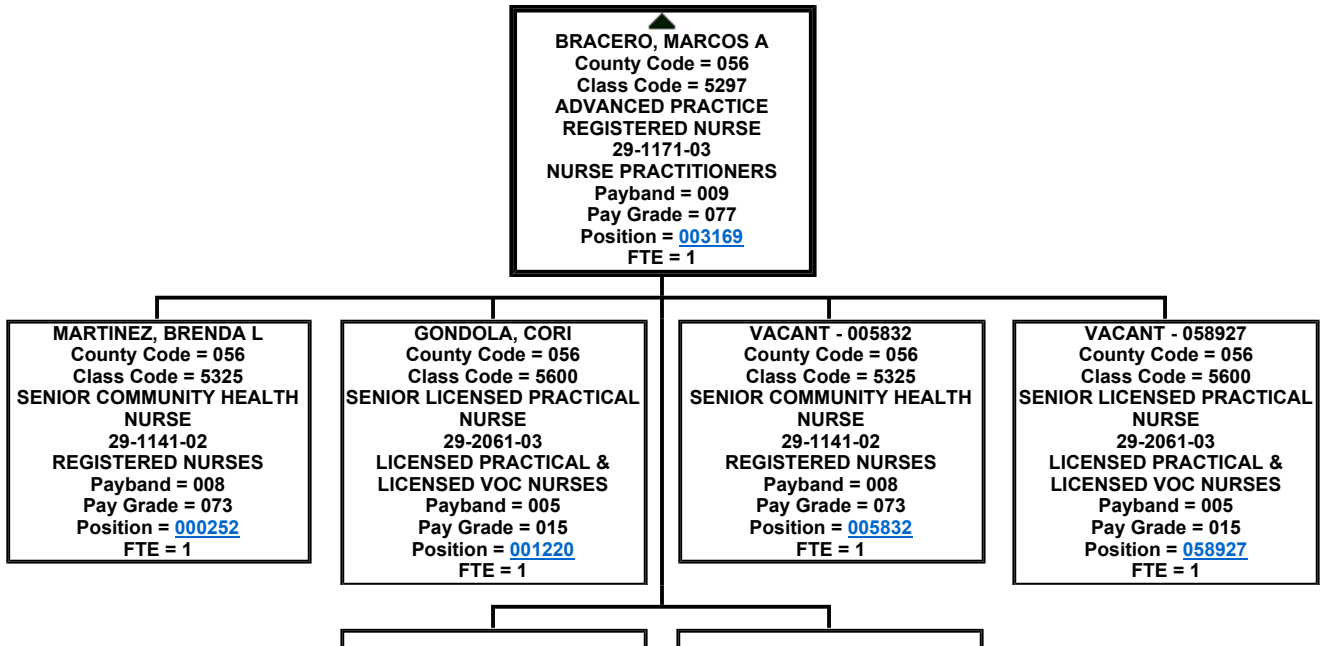 BRACERO, MARCOS A
County Code = 056
Class Code = 5297
ADVANCED PRACTICE
REGISTERED NURSE
29-1171-03
NURSE PRACTITIONERS
Payband = 009
Pay Grade = 077
Position = 003169
FTE = 1
MARTINEZ, BRENDA L
County Code = 056
Class Code = 5325
SENIOR COMMUNITY HEALTH
NURSE
29-1141-02
REGISTERED NURSES
Payband = 008
Pay Grade = 073
Position = 000252
FTE = 1
GONDOLA, CORI
County Code = 056
Class Code = 5600
SENIOR LICENSED PRACTICAL
NURSE
29-2061-03
LICENSED PRACTICAL &
LICENSED VOC NURSES
Payband = 005
Pay Grade = 015
Position = 001220
FTE = 1
VACANT - 005832
County Code = 056
Class Code = 5325
SENIOR COMMUNITY HEALTH
NURSE
29-1141-02
REGISTERED NURSES
Payband = 008
Pay Grade = 073
Position = 005832
FTE = 1
VACANT - 058927
County Code = 056
Class Code = 5600
SENIOR LICENSED PRACTICAL
NURSE
29-2061-03
LICENSED PRACTICAL &
LICENSED VOC NURSES
Payband = 005
Pay Grade = 015
Position = 058927
FTE = 1